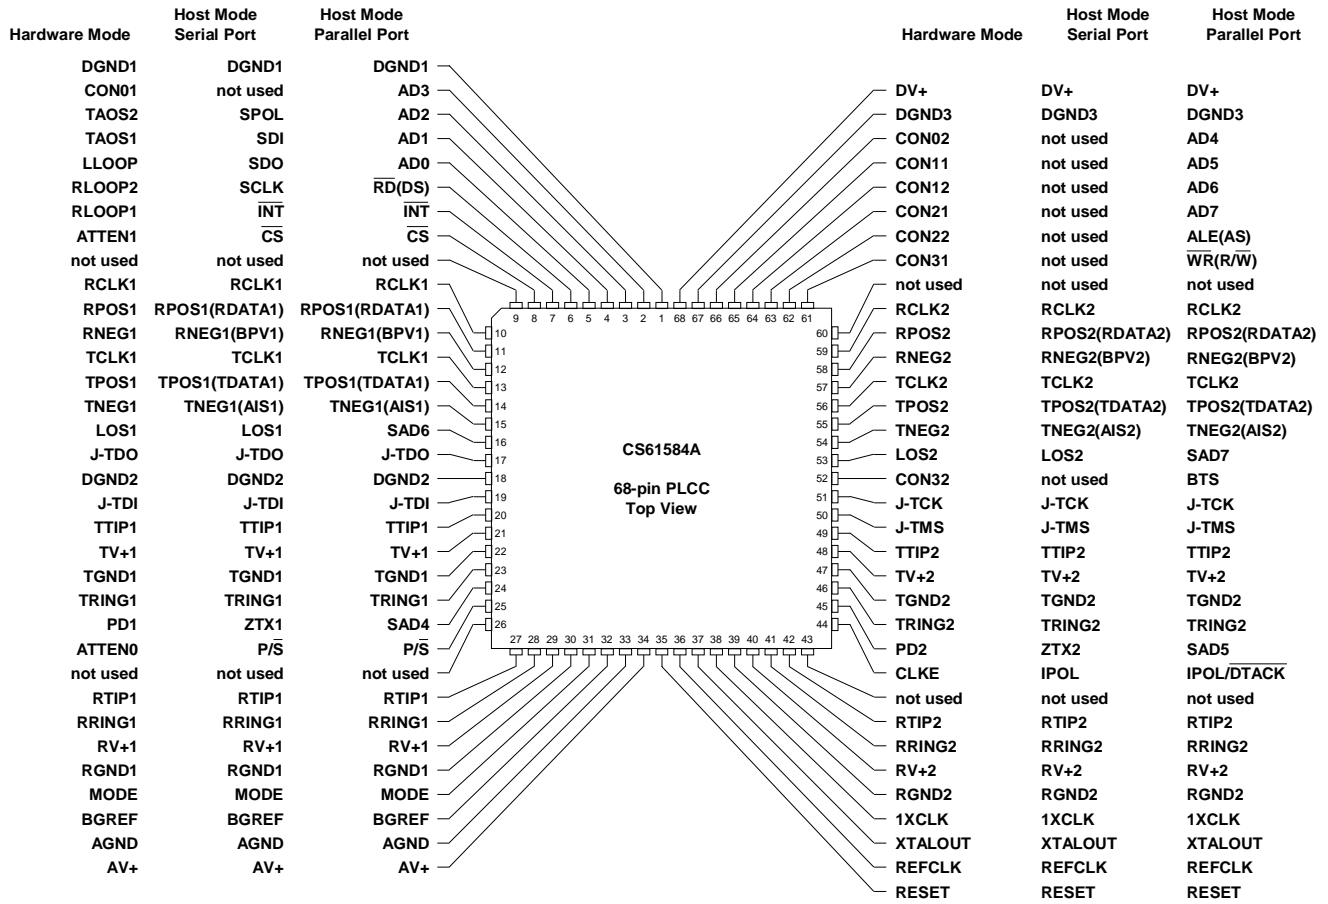 Hardware Mode Host Mode Serial Port Host Mode Parallel Port
DGND1 DGND1 DGND1
CON01 not used AD3
TAOS2 SPOL AD2
TAOS1 SDI AD1
LLOOP SDO AD0
RLOOP2 SCLK R̅D̅(DS)
RLOOP1 I̅N̅T̅ I̅N̅T̅
ATTEN1 C̅S̅ C̅S̅
not used not used not used
RCLK1 RCLK1 RCLK1
RPOS1 RPOS1(RDATA1) RPOS1(RDATA1)
RNEG1 RNEG1(BPV1) RNEG1(BPV1)
TCLK1 TCLK1 TCLK1
TPOS1 TPOS1(TDATA1) TPOS1(TDATA1)
TNEG1 TNEG1(AIS1) TNEG1(AIS1)
LOS1 LOS1 SAD6
J-TDO J-TDO J-TDO
DGND2 DGND2 DGND2
J-TDI J-TDI J-TDI
TTIP1 TTIP1 TTIP1
TV+1 TV+1 TV+1
TGND1 TGND1 TGND1
TRING1 TRING1 TRING1
PD1 ZTX1 SAD4
ATTEN0 P/S̅ P/S̅
not used not used not used
RTIP1 RTIP1 RTIP1
RRING1 RRING1 RRING1
RV+1 RV+1 RV+1
RGND1 RGND1 RGND1
MODE MODE MODE
BGREF BGREF BGREF
AGND AGND AGND
AV+ AV+ AV+
9 8 7 6 5 4 3 2 1 68 67 66 65 64 63 62 61
10
11
12
13
14
15
16
17
18
19
20
21
22
23
24
25
26
CS61584A
68-pin PLCC
Top View
60
59
58
57
56
55
54
53
52
51
50
49
48
47
46
45
44
27 28 29 30 31 32 33 34 35 36 37 38 39 40 41 42 43
Hardware Mode Host Mode Serial Port Host Mode Parallel Port
DV+ DV+ DV+
DGND3 DGND3 DGND3
CON02 not used AD4
CON11 not used AD5
CON12 not used AD6
CON21 not used AD7
CON22 not used ALE(AS)
CON31 not used W̅R̅(R/W̅)
not used not used not used
RCLK2 RCLK2 RCLK2
RPOS2 RPOS2(RDATA2) RPOS2(RDATA2)
RNEG2 RNEG2(BPV2) RNEG2(BPV2)
TCLK2 TCLK2 TCLK2
TPOS2 TPOS2(TDATA2) TPOS2(TDATA2)
TNEG2 TNEG2(AIS2) TNEG2(AIS2)
LOS2 LOS2 SAD7
CON32 not used BTS
J-TCK J-TCK J-TCK
J-TMS J-TMS J-TMS
TTIP2 TTIP2 TTIP2
TV+2 TV+2 TV+2
TGND2 TGND2 TGND2
TRING2 TRING2 TRING2
PD2 ZTX2 SAD5
CLKE IPOL IPOL/D̅T̅A̅C̅K̅
not used not used not used
RTIP2 RTIP2 RTIP2
RRING2 RRING2 RRING2
RV+2 RV+2 RV+2
RGND2 RGND2 RGND2
1XCLK 1XCLK 1XCLK
XTALOUT XTALOUT XTALOUT
REFCLK REFCLK REFCLK
RESET RESET RESET